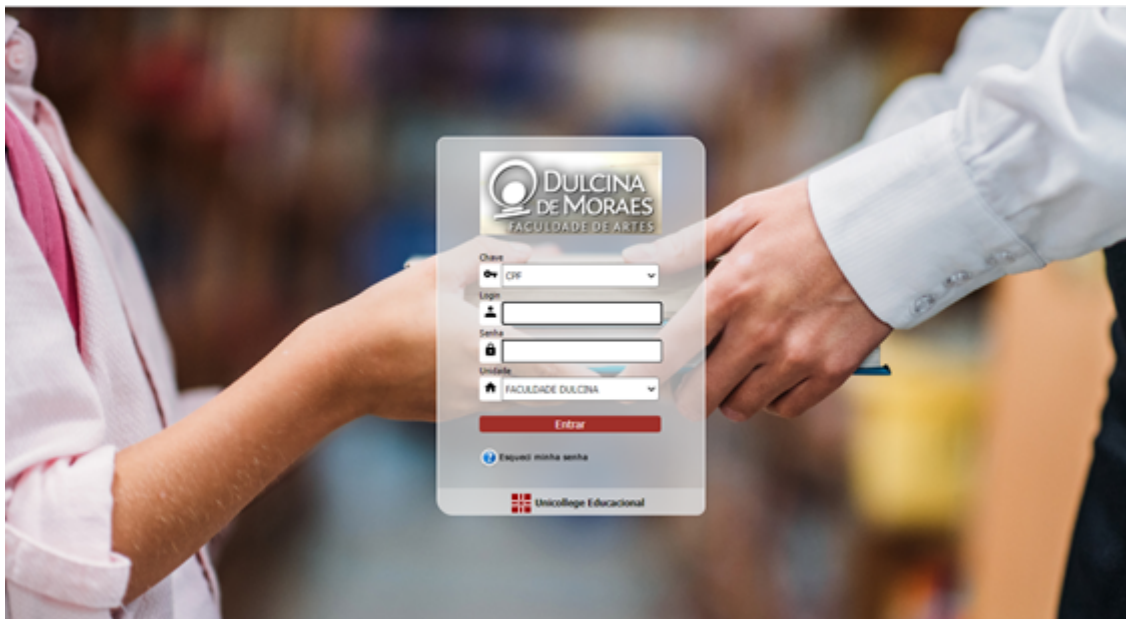 DULCINA
DE MORAES
FACULDADE DE ARTES
Chave
CPF
Login
Senha
Unidade
FACULDADE DULCINA
Entrar
? Esqueci minha senha
Unicollege Educacional